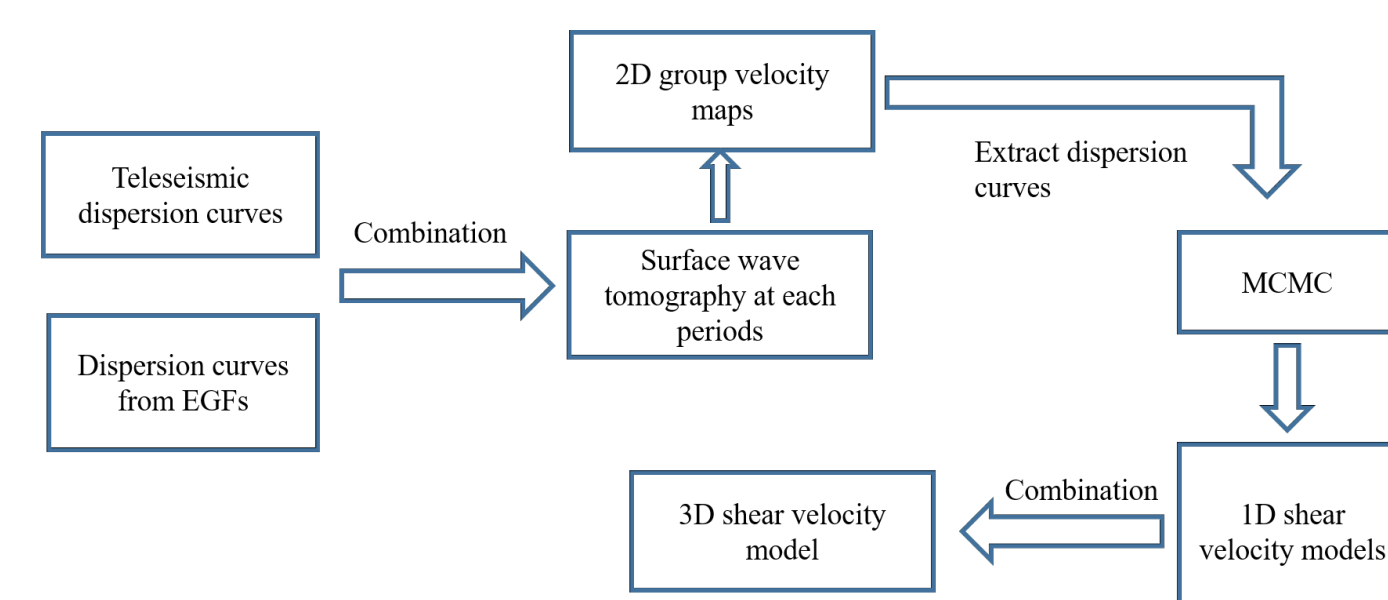 Teleseismic
dispersion curves
Dispersion curves
from EGFs
Combination
Surface wave
tomography at each
periods
2D group velocity
maps
Extract dispersion
curves
MCMC
1D shear
velocity models
Combination
3D shear velocity
model